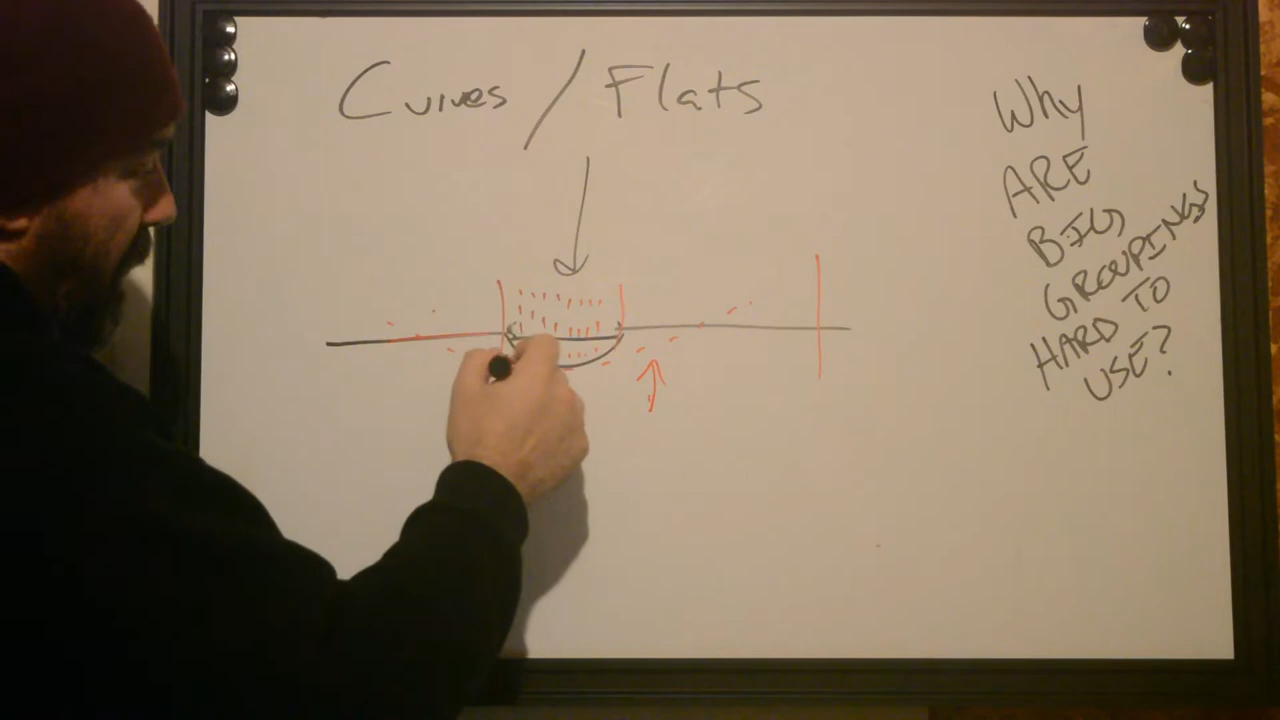 Curves / Flats
Why
ARE
BIG
GROUPINGS
HARD TO
USE?